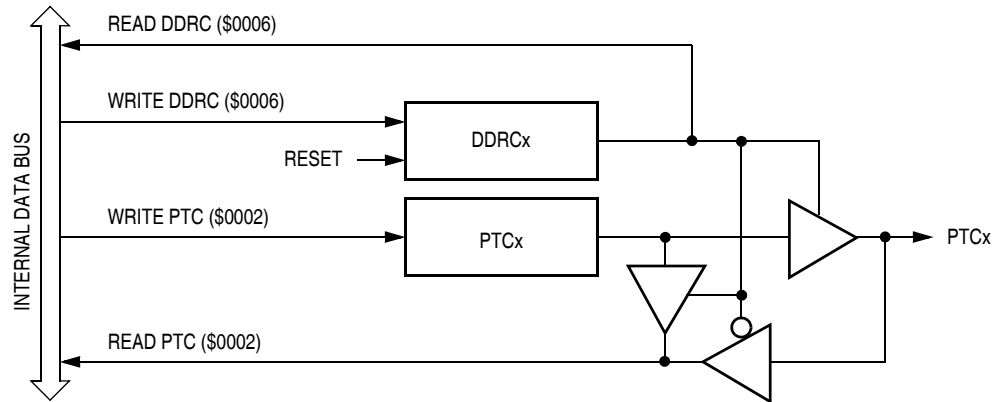 READ DDRC ($0006)
WRITE DDRC ($0006)
DDRCx
RESET
WRITE PTC ($0002)
PTCx
PTCx
READ PTC ($0002)
INTERNAL DATA BUS